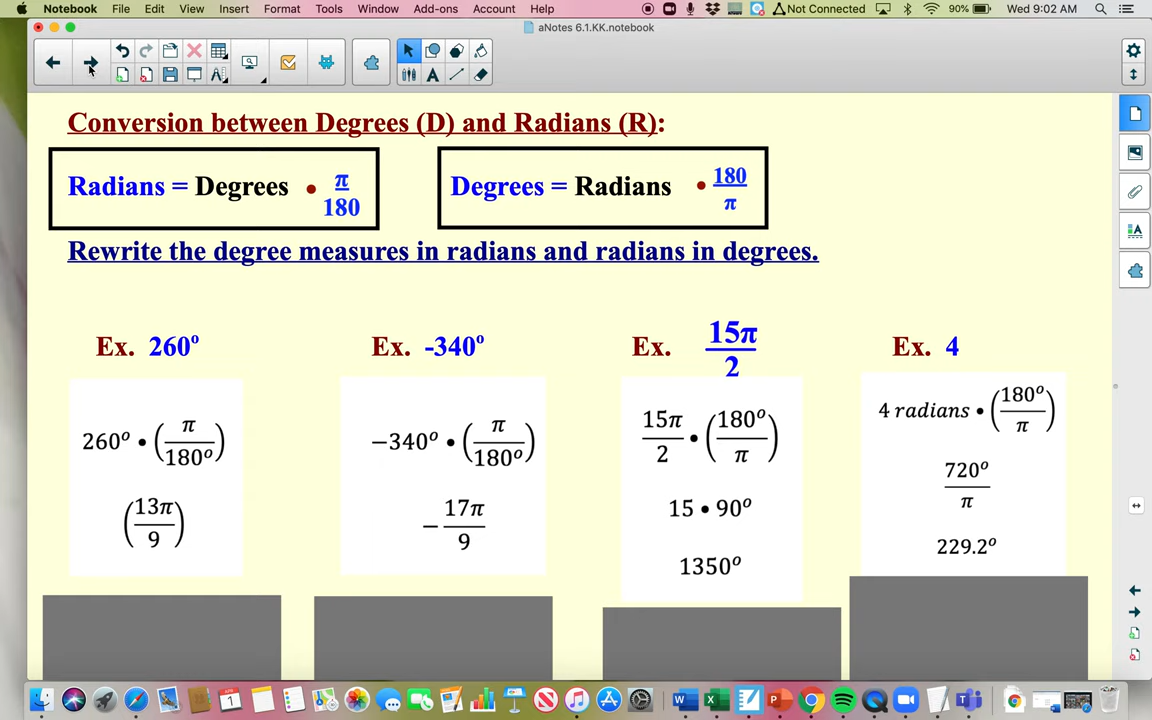 Notebook File Edit View Insert Format Tools Window Add-ons Account Help Not Connected 90% Wed 9:02 AM
aNotes 6.1.KK.notebook
Conversion between Degrees (D) and Radians (R):
Radians = Degrees • π/180
Degrees = Radians • 180/π
Rewrite the degree measures in radians and radians in degrees.
Ex. 260°
Ex. -340°
Ex. 15π/2
Ex. 4
260° • (π/180°)
(13π/9)
−340° • (π/180°)
− 17π/9
15π/2 • (180°/π)
15 • 90°
1350°
4 radians • (180°/π)
720°/π
229.2°